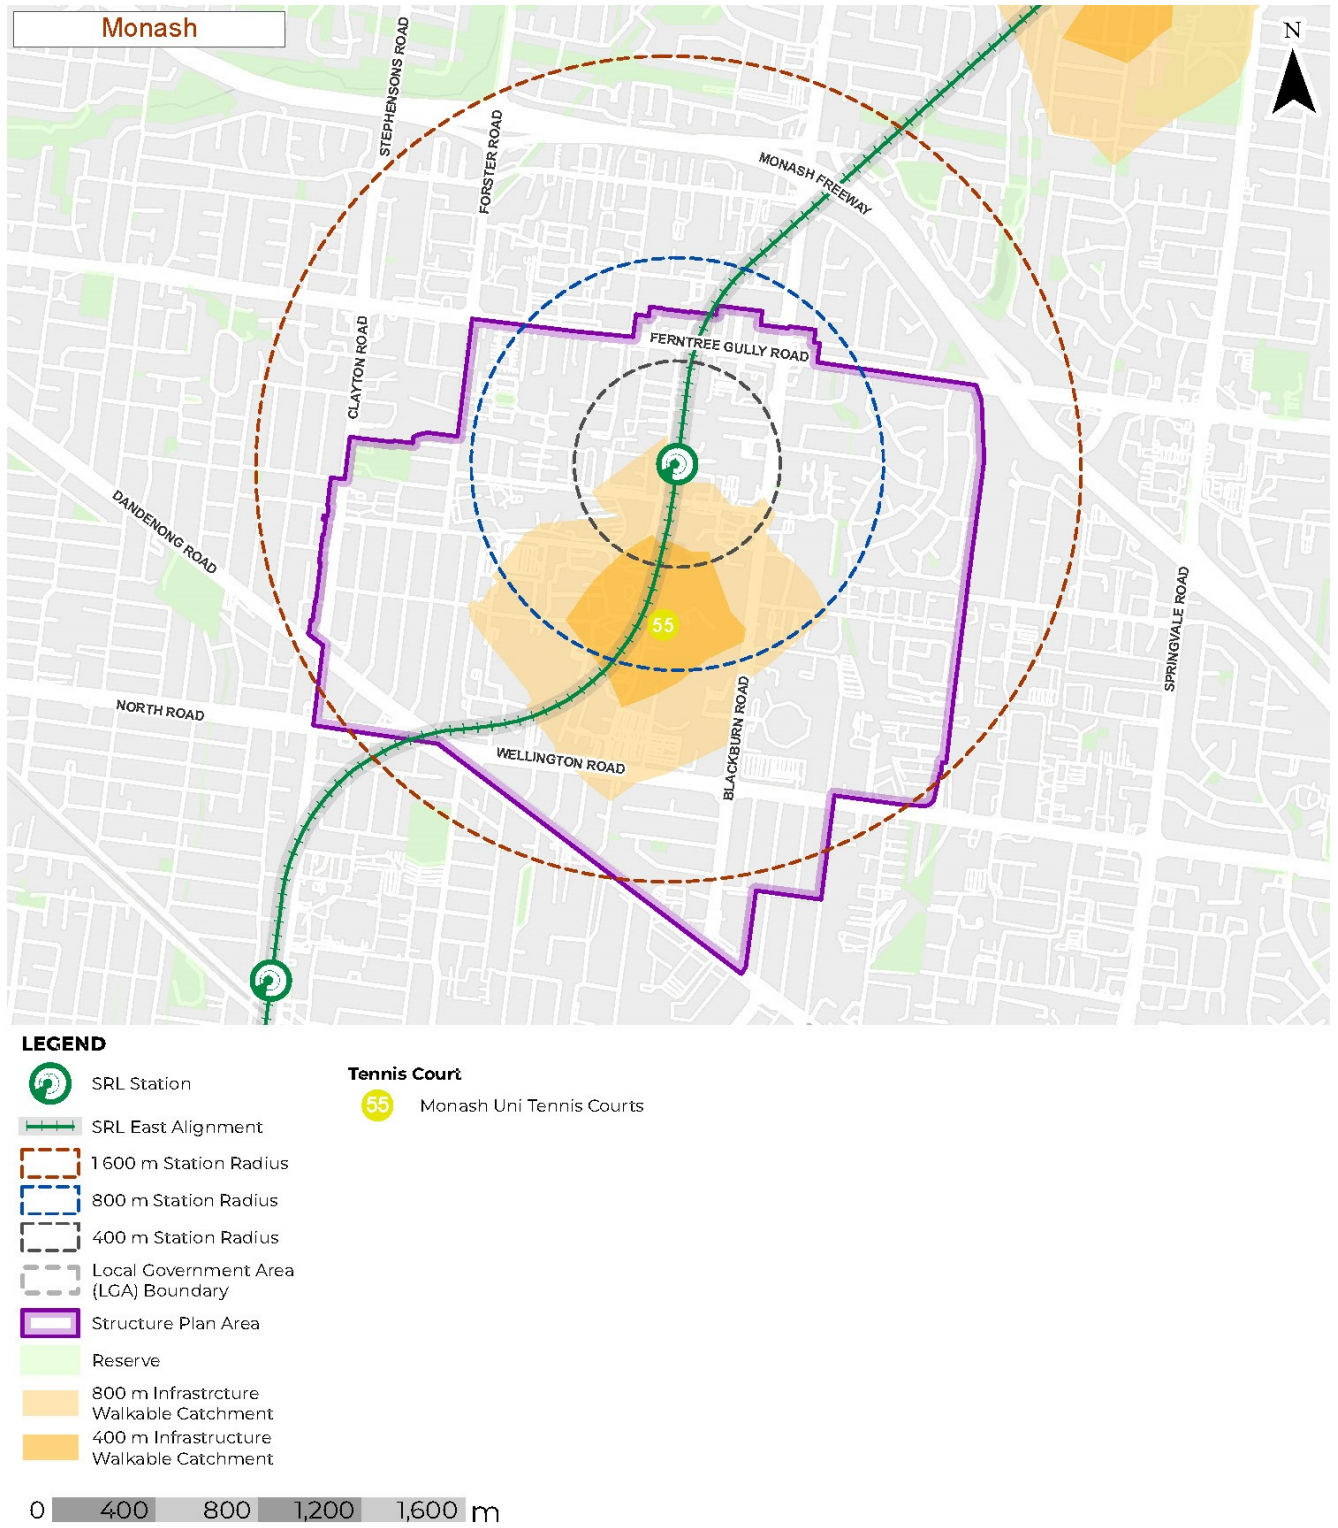 Monash
N
STEPHENSONS ROAD
FORSTER ROAD
MONASH FREEWAY
FERNTREE GULLY ROAD
CLAYTON ROAD
DANDENONG ROAD
55
SPRINGVALE ROAD
NORTH ROAD
BLACKBURN ROAD
WELLINGTON ROAD
LEGEND
SRL Station
SRL East Alignment
1 600 m Station Radius
800 m Station Radius
400 m Station Radius
Local Government Area
(LGA) Boundary
Structure Plan Area
Reserve
800 m Infrastrcture
Walkable Catchment
400 m Infrastructure
Walkable Catchment
Tennis Court
55 Monash Uni Tennis Courts
0 400 800 1,200 1,600 m